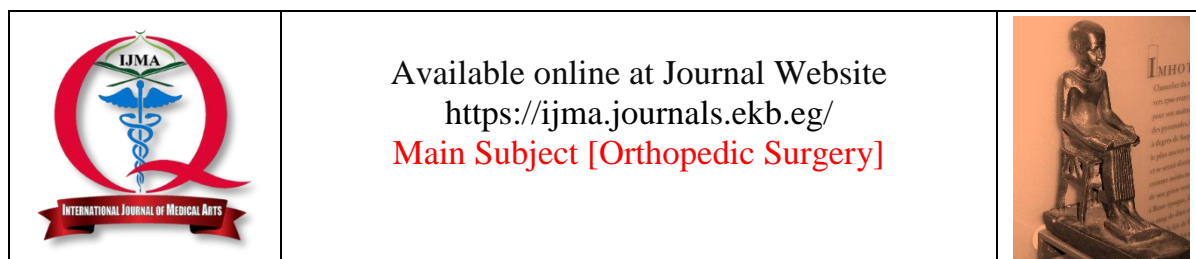 IJMA
INTERNATIONAL JOURNAL OF MEDICAL ARTS
Available online at Journal Website
https://ijma.journals.ekb.eg/
Main Subject [Orthopedic Surgery]